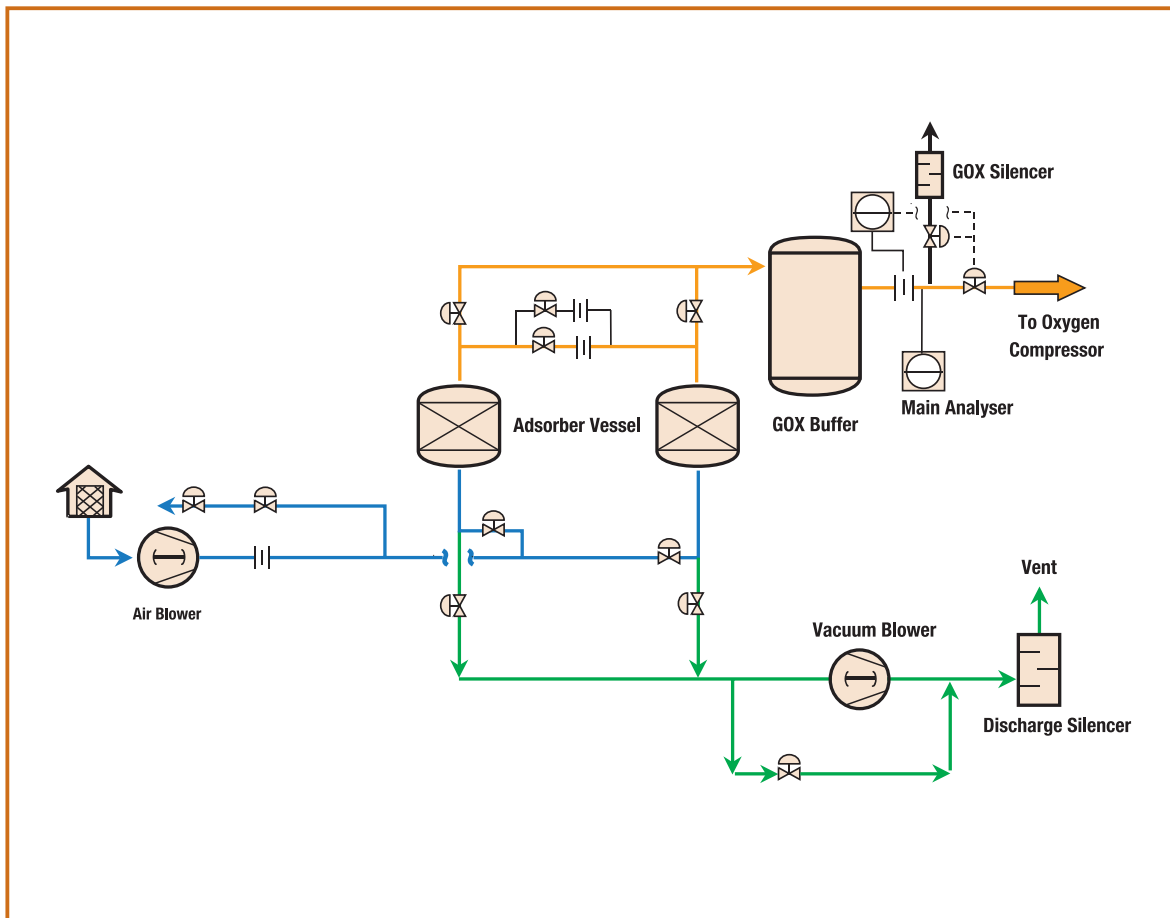 GOX Silencer
To Oxygen
Compressor
Main Analyser
GOX Buffer
Adsorber Vessel
Air Blower
Vacuum Blower
Vent
Discharge Silencer